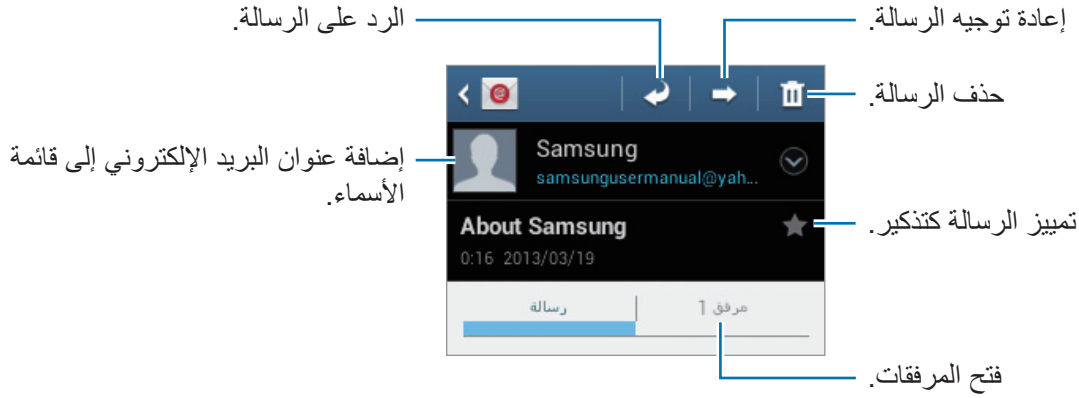 إعادة توجيه الرسالة.
الرد على الرسالة.
حذف الرسالة.
Samsung
samsungusermanual@yah...
إضافة عنوان البريد الإلكتروني إلى قائمة
الأسماء.
About Samsung
تمييز الرسالة كتذكير.
0:16 2013/03/19
مرفق 1
رسالة
فتح المرفقات.